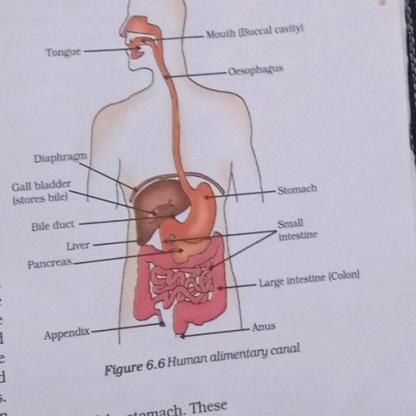 Mouth (Buccal cavity)
Tongue
Oesophagus
Diaphragm
Gall bladder
(stores bile)
Stomach
Bile duct
Small
intestine
Liver
Pancreas
Large intestine (Colon)
Appendix
Anus
Figure 6.6 Human alimentary canal
stomach. These